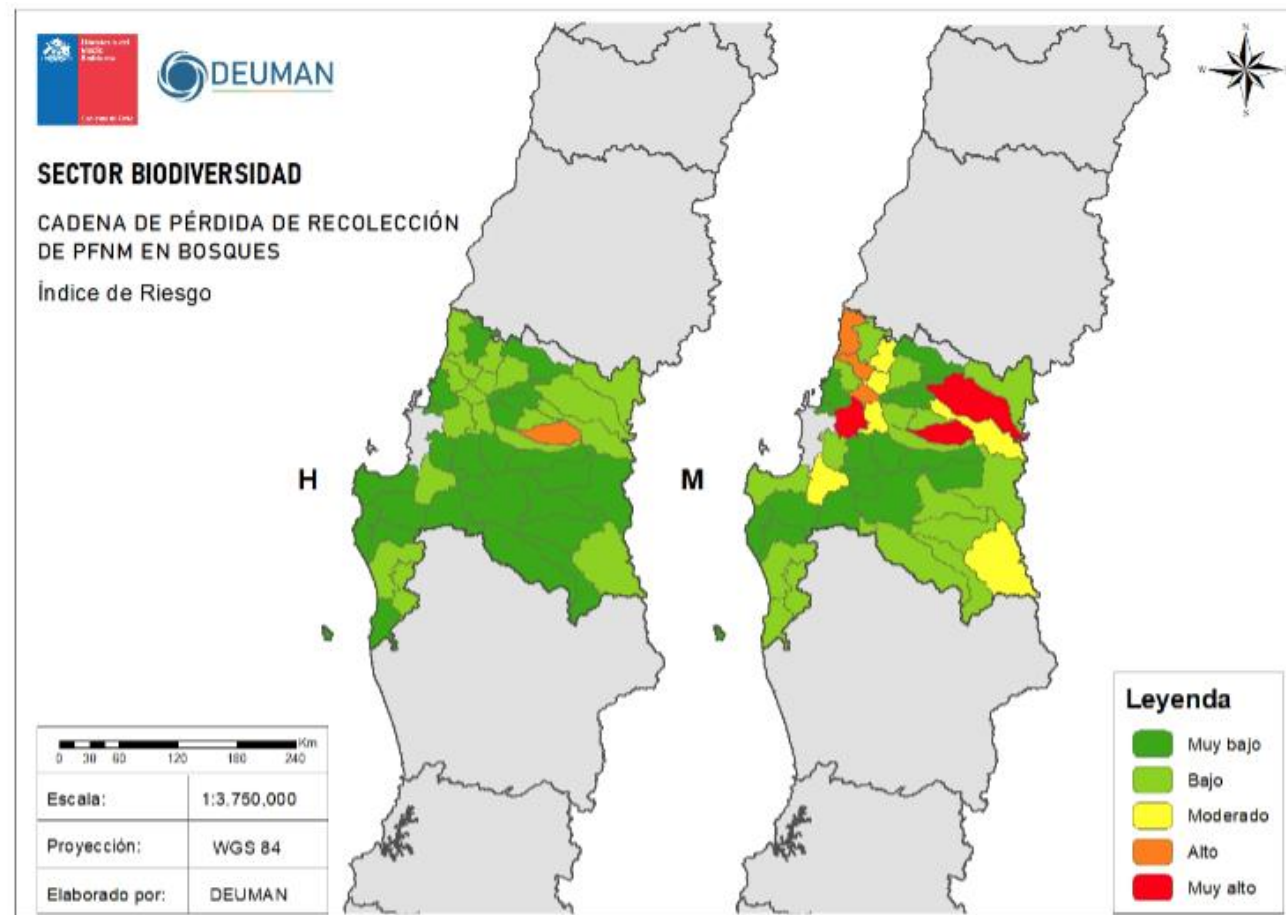 DEUMAN
SECTOR BIODIVERSIDAD
CADENA DE PÉRDIDA DE RECOLECCIÓN
DE PFNM EN BOSQUES
Índice de Riesgo
N
W
S
H
M
Km
0 30 60 120 180 240
Escala: 1:3.750.000
Proyección: WGS 84
Elaborado por: DEUMAN
Leyenda
Muy bajo
Bajo
Moderado
Alto
Muy alto